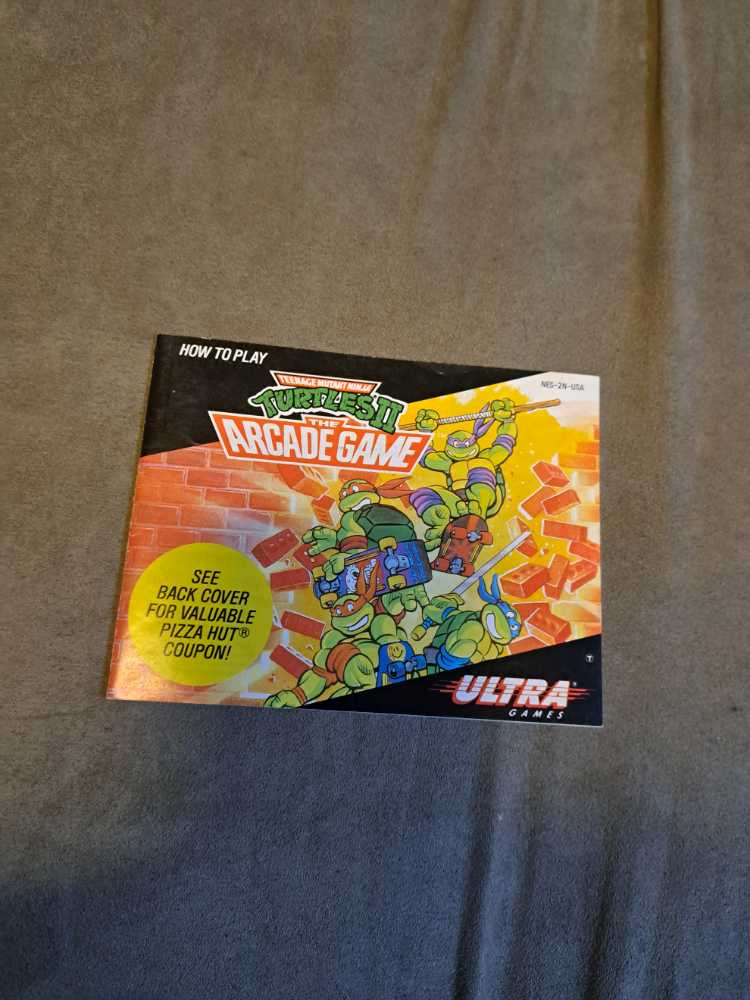 HOW TO PLAY
NES-2N-USA
TEENAGE MUTANT NINJA
TURTLES II
THE
ARCADE GAME
SEE
BACK COVER
FOR VALUABLE
PIZZA HUT®
COUPON!
T
ULTRA®
GAMES